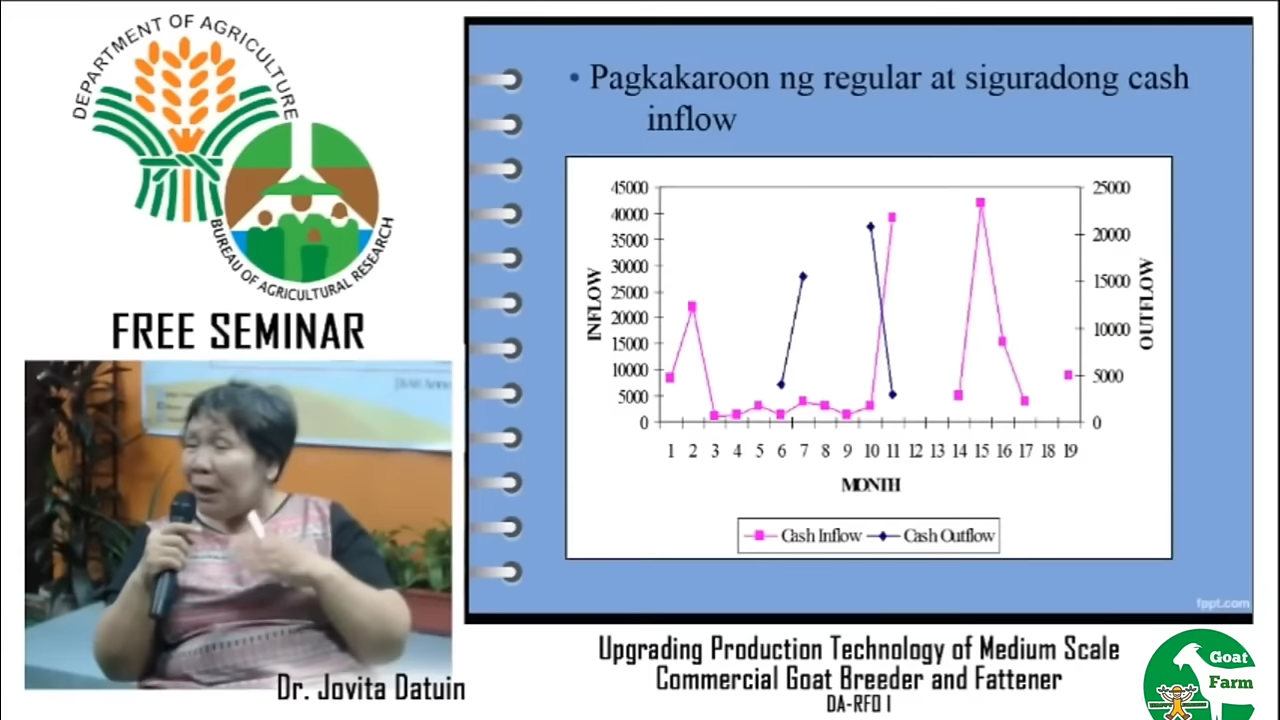 DEPARTMENT OF AGRICULTURE
BUREAU OF AGRICULTURAL RESEARCH
FREE SEMINAR
Dr. Jovita Datuin
• Pagkakaroon ng regular at siguradong cash
inflow
INFLOW
45000
40000
35000
30000
25000
20000
15000
10000
5000
0
25000
20000
15000
10000
5000
0
OUTFLOW
1 2 3 4 5 6 7 8 9 10 11 12 13 14 15 16 17 18 19
MONTH
Cash Inflow Cash Outflow
fppt.com
Upgrading Production Technology of Medium Scale
Commercial Goat Breeder and Fattener
DA-RFO I
Goat
Farm